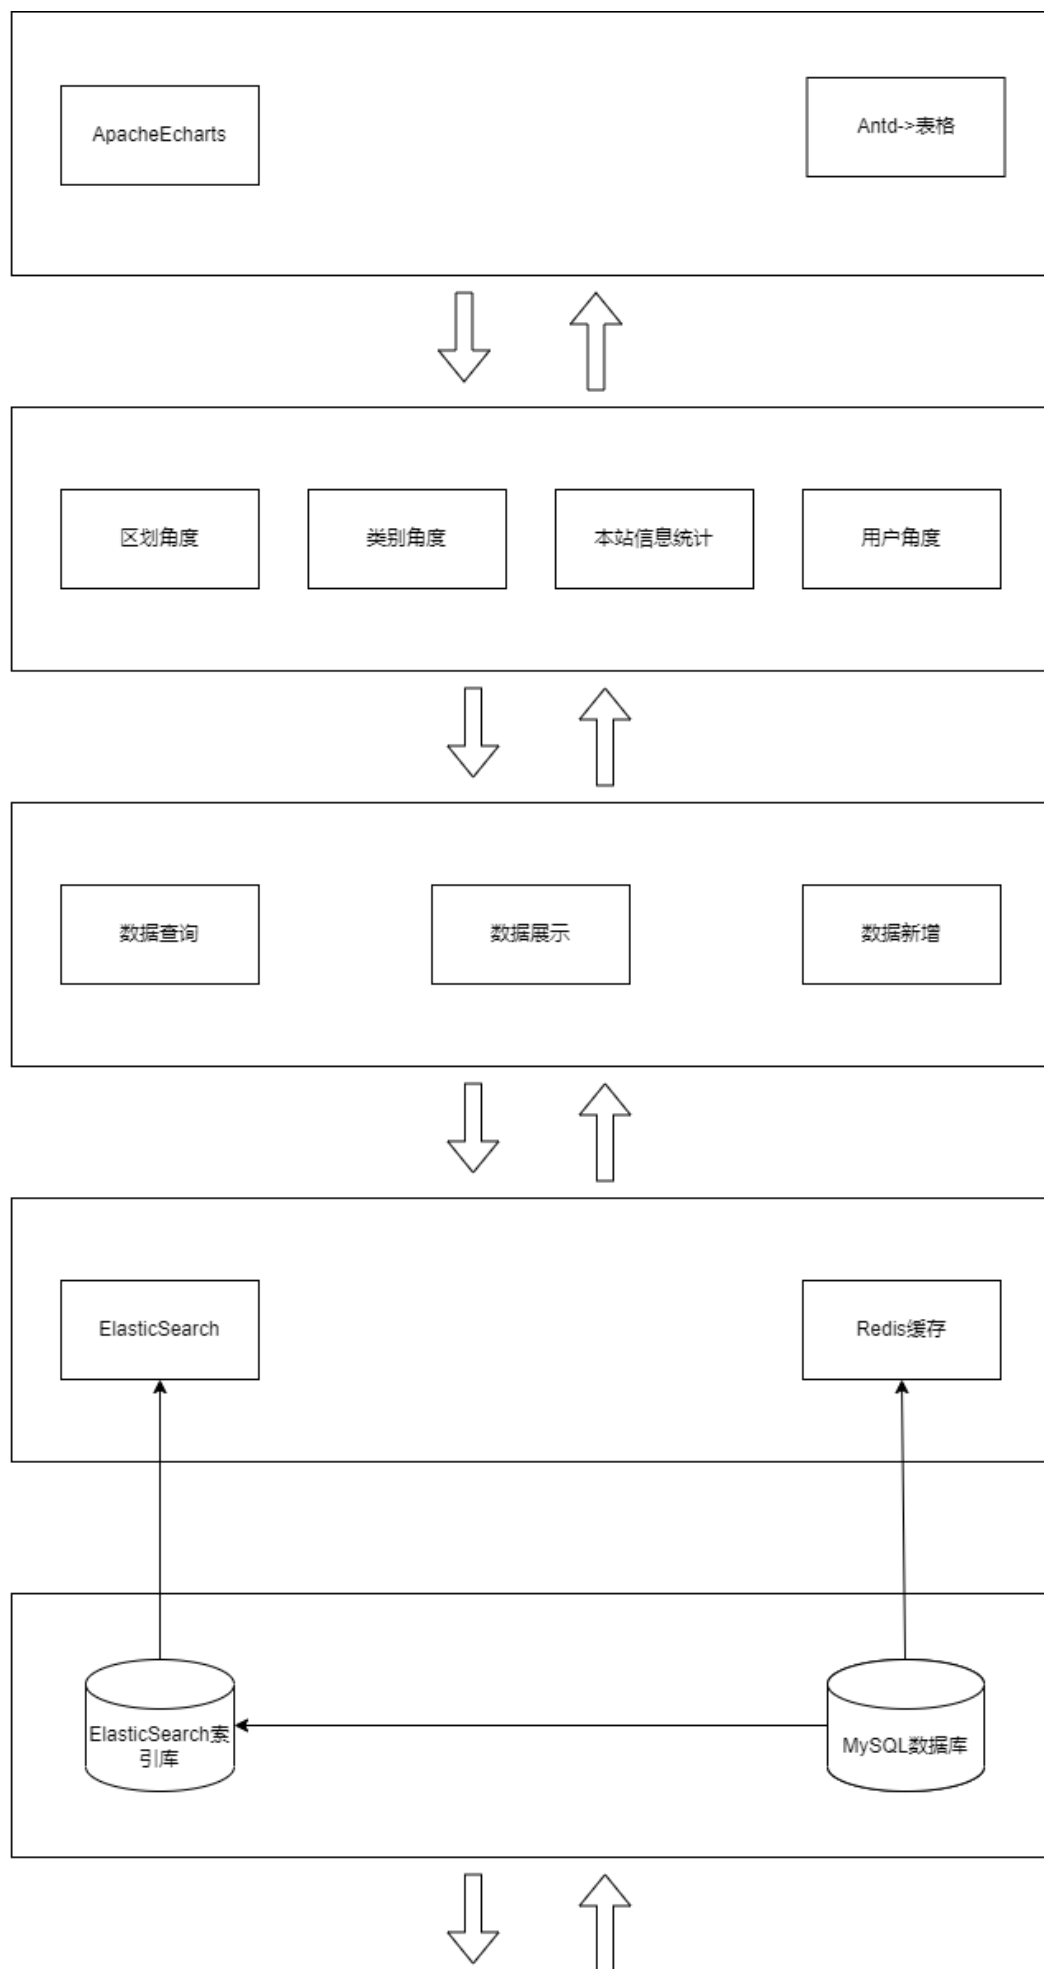 ApacheEcharts
Antd->表格
区划角度
类别角度
本站信息统计
用户角度
数据查询
数据展示
数据新增
ElasticSearch
Redis缓存
ElasticSearch索
引库
MySQL数据库